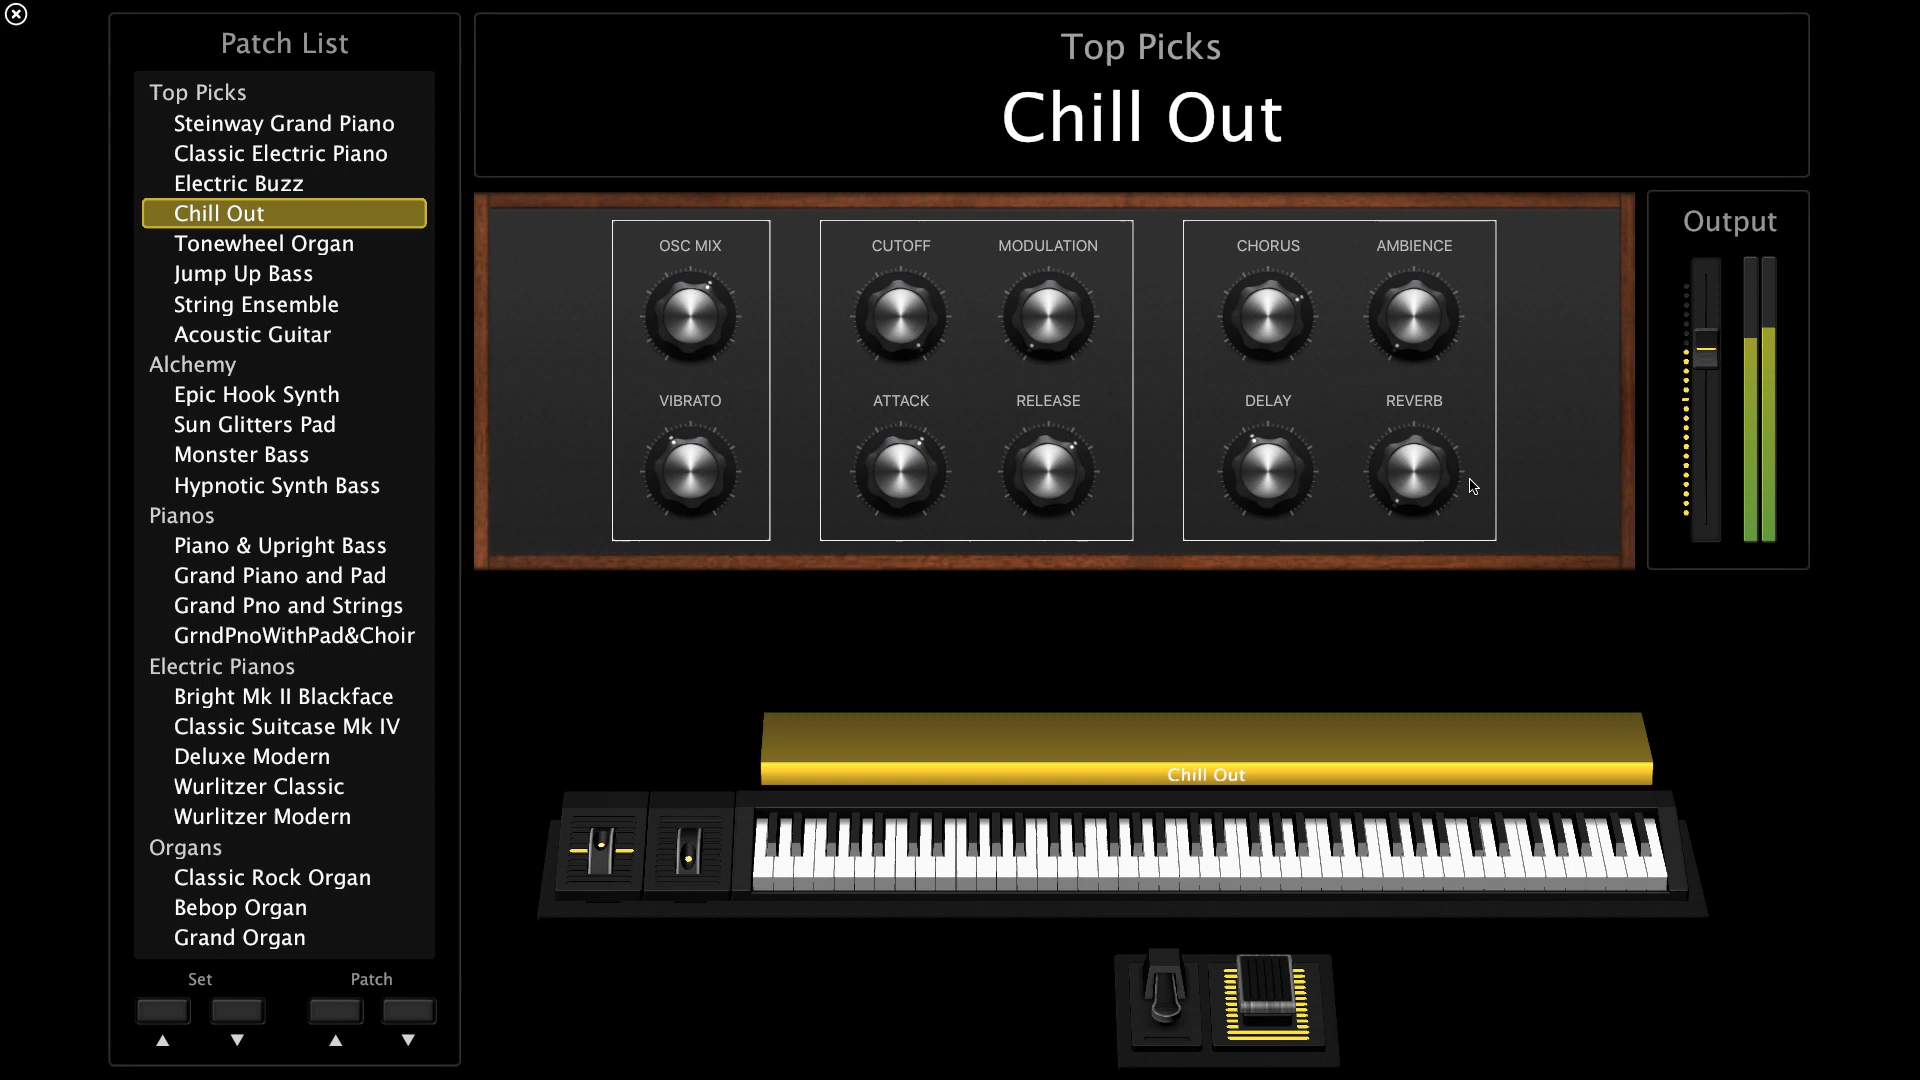 Patch List
Top Picks
Steinway Grand Piano
Classic Electric Piano
Electric Buzz
Chill Out
Tonewheel Organ
Jump Up Bass
String Ensemble
Acoustic Guitar
Alchemy
Epic Hook Synth
Sun Glitters Pad
Monster Bass
Hypnotic Synth Bass
Pianos
Piano & Upright Bass
Grand Piano and Pad
Grand Pno and Strings
GrndPnoWithPad&Choir
Electric Pianos
Bright Mk II Blackface
Classic Suitcase Mk IV
Deluxe Modern
Wurlitzer Classic
Wurlitzer Modern
Organs
Classic Rock Organ
Bebop Organ
Grand Organ
Set Patch
Top Picks
Chill Out
OSC MIX CUTOFF MODULATION CHORUS AMBIENCE
VIBRATO ATTACK RELEASE DELAY REVERB
Output
Chill Out